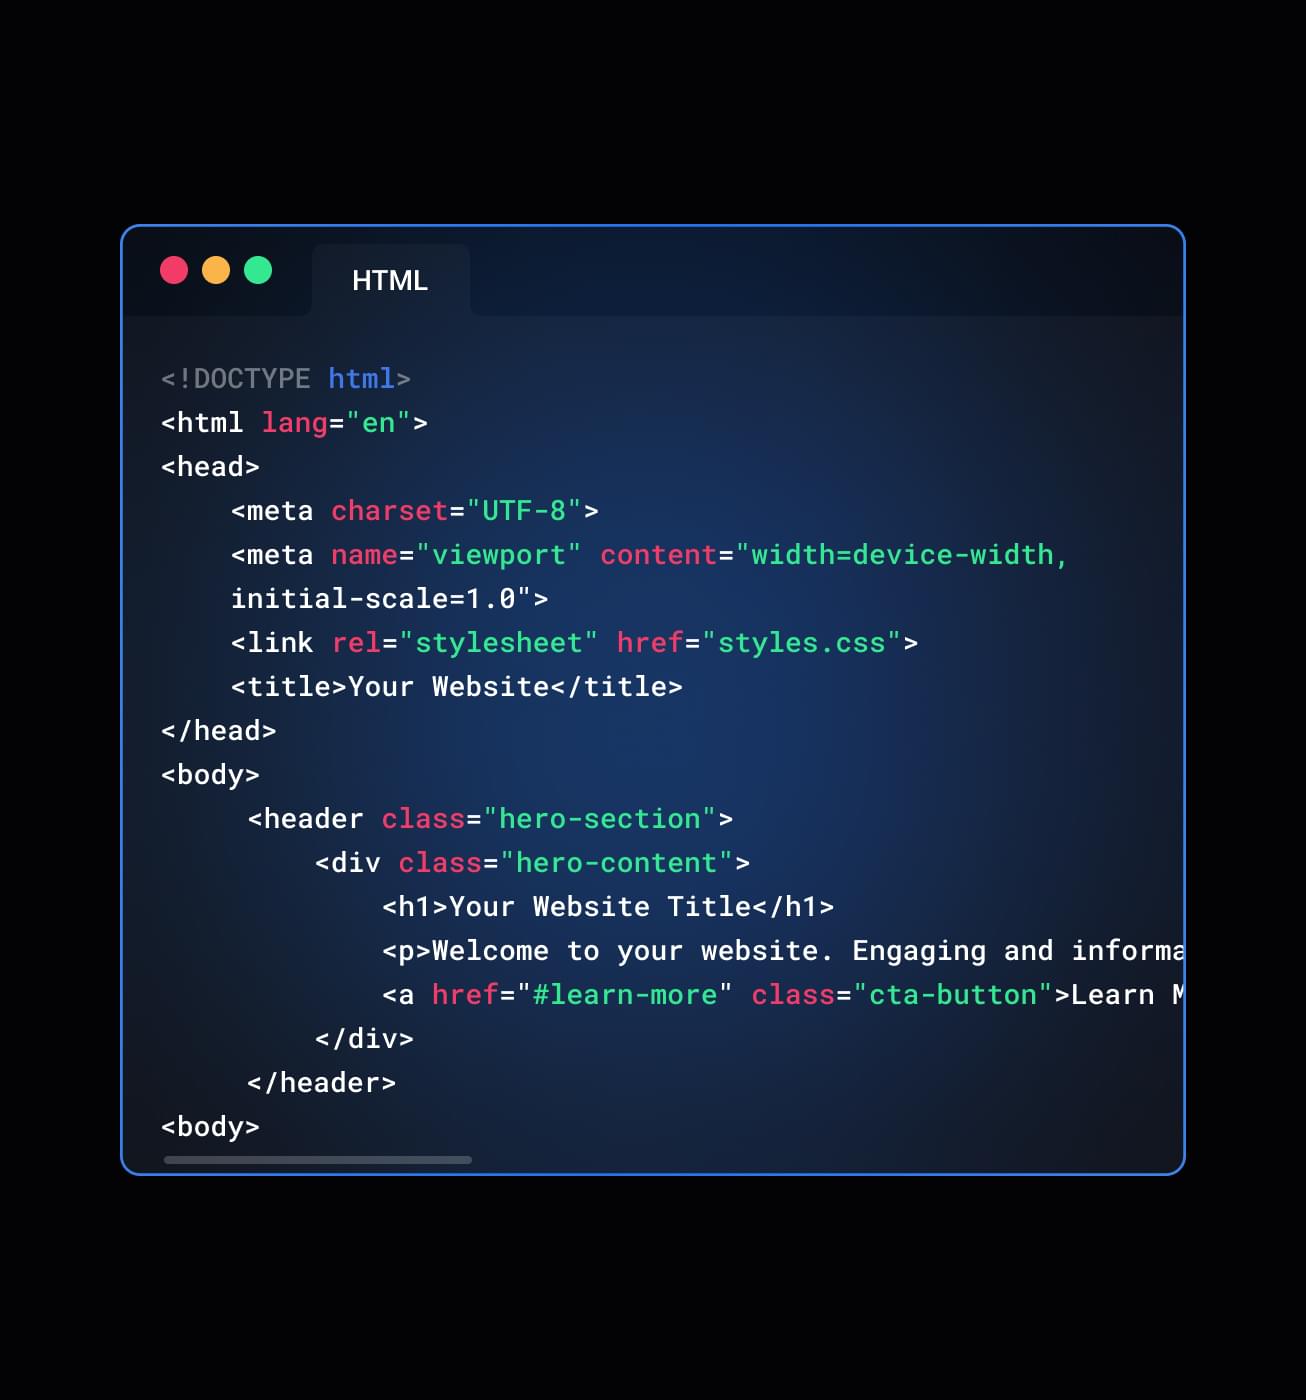 HTML
<!DOCTYPE html>
<html lang="en">
<head>
<meta charset="UTF-8">
<meta name="viewport" content="width=device-width,
initial-scale=1.0">
<link rel="stylesheet" href="styles.css">
<title>Your Website</title>
</head>
<body>
<header class="hero-section">
<div class="hero-content">
<h1>Your Website Title</h1>
<p>Welcome to your website. Engaging and informa
<a href="#learn-more" class="cta-button">Learn M
</div>
</header>
<body>